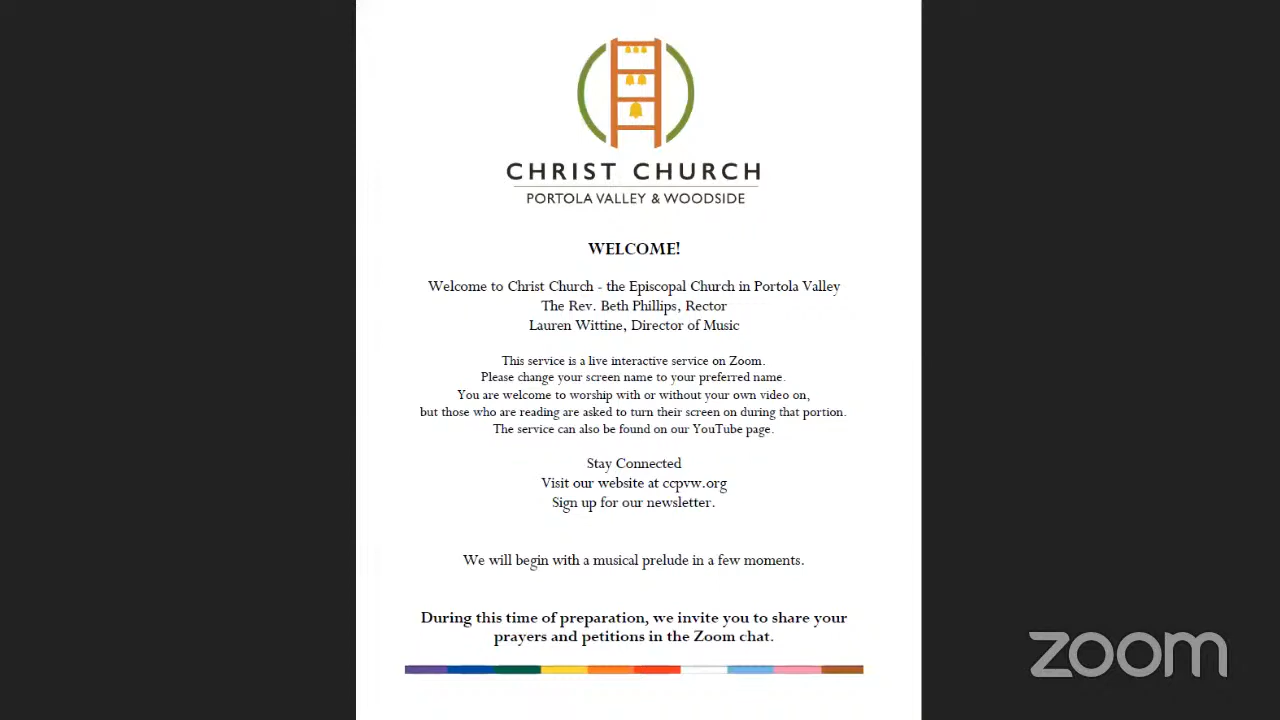 CHRIST CHURCH
PORTOLA VALLEY & WOODSIDE
WELCOME!
Welcome to Christ Church - the Episcopal Church in Portola Valley
The Rev. Beth Phillips, Rector
Lauren Wittine, Director of Music
This service is a live interactive service on Zoom.
Please change your screen name to your preferred name.
You are welcome to worship with or without your own video on,
but those who are reading are asked to turn their screen on during that portion.
The service can also be found on our YouTube page.
Stay Connected
Visit our website at ccpvw.org
Sign up for our newsletter.
We will begin with a musical prelude in a few moments.
During this time of preparation, we invite you to share your
prayers and petitions in the Zoom chat.
zoom